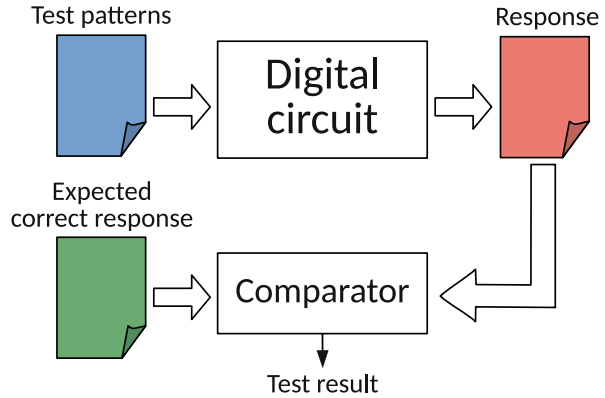 Test patterns
Digital
circuit
Response
Expected
correct response
Comparator
Test result